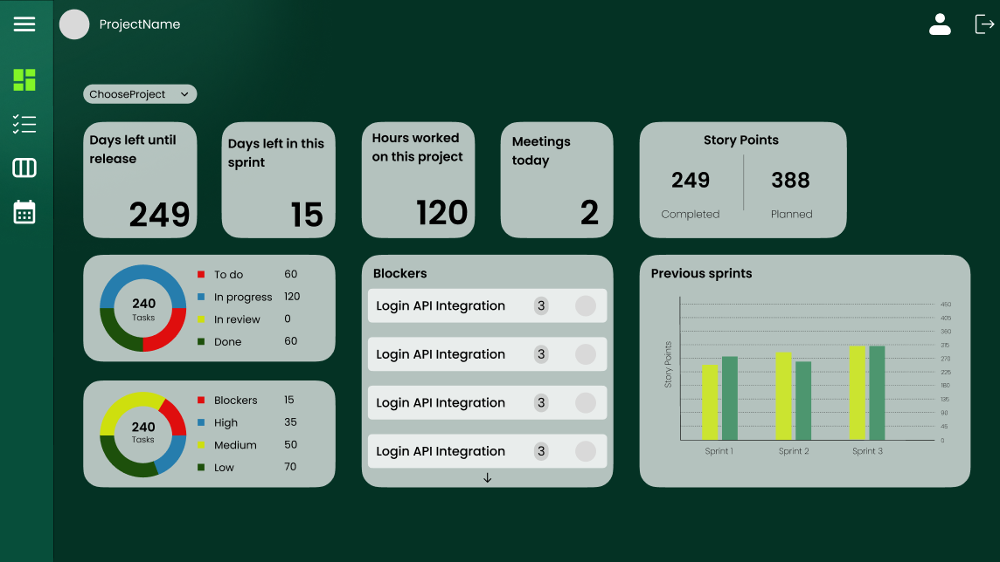 ProjectName
ChooseProject
Days left until
release
249
Days left in this
sprint
15
Hours worked
on this project
120
Meetings
today
2
Story Points
249
388
Completed
Planned
240
Tasks
To do 60
In progress 120
In review 0
Done 60
240
Tasks
Blockers 15
High 35
Medium 50
Low 70
Blockers
Login API Integration 3
Login API Integration 3
Login API Integration 3
Login API Integration 3
Previous sprints
Story Points
450
405
360
315
270
225
180
135
90
45
0
Sprint 1
Sprint 2
Sprint 3